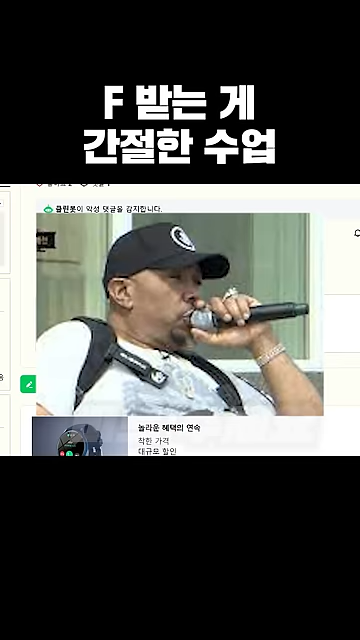 F 받는 게
간절한 수업
클린봇이 악성 댓글을 감지합니다.
놀라운 혜택의 연속
착한 가격
대규모 할인